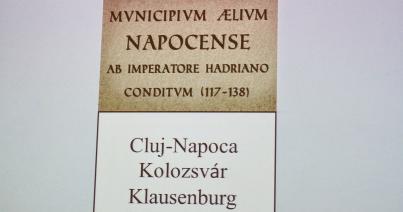 MVNICIPIVM ÆLIVM
NAPOCENSE
AB IMPERATORE HADRIANO
CONDITVM (117-138)
Cluj-Napoca
Kolozsvár
Klausenburg